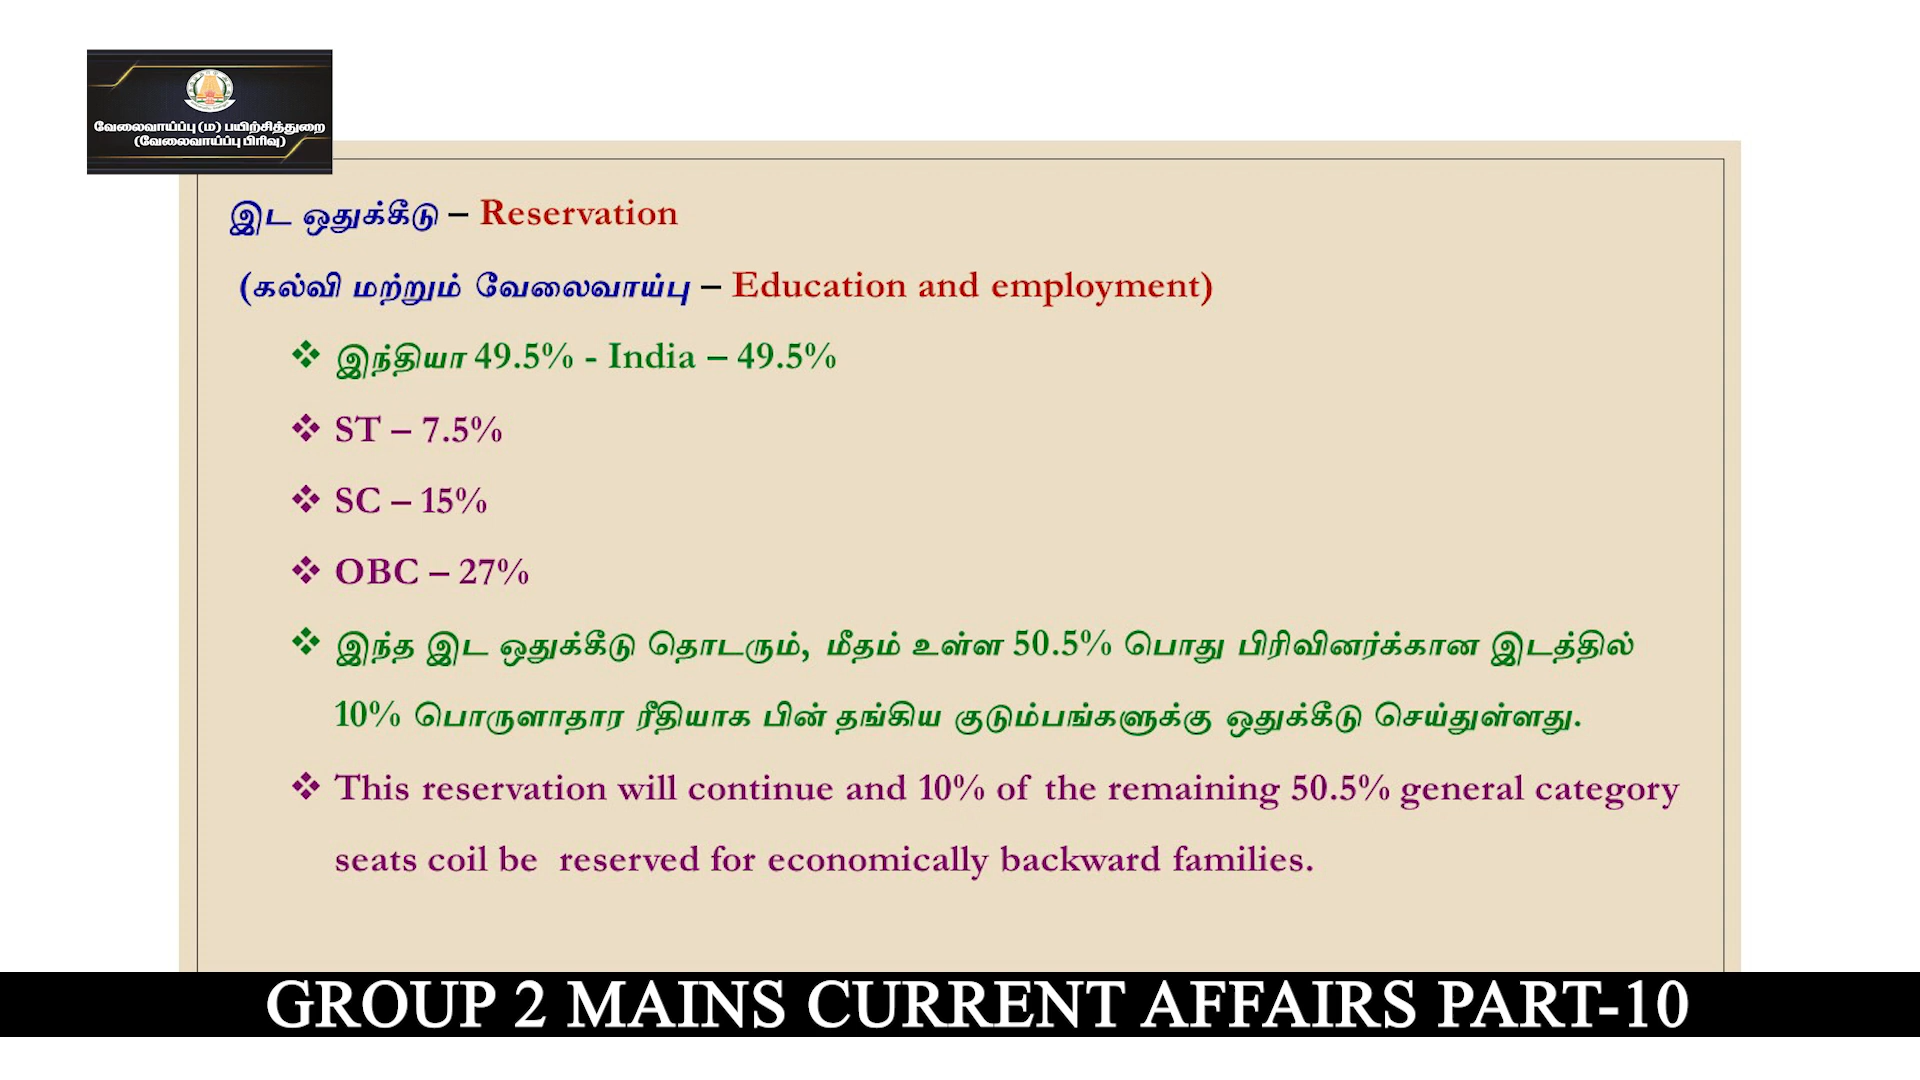 வேலைவாய்ப்பு (ம) பயிற்சித்துறை
(வேலைவாய்ப்பு பிரிவு)
இட ஒதுக்கீடு – Reservation
(கல்வி மற்றும் வேலைவாய்பு – Education and employment)
❖ இந்தியா 49.5% - India – 49.5%
❖ ST – 7.5%
❖ SC – 15%
❖ OBC – 27%
❖ இந்த இட ஒதுக்கீடு தொடரும், மீதம் உள்ள 50.5% பொது பிரிவினர்க்கான இடத்தில்
10% பொருளாதார ரீதியாக பின் தங்கிய குடும்பங்களுக்கு ஒதுக்கீடு செய்துள்ளது.
❖ This reservation will continue and 10% of the remaining 50.5% general category
seats coil be reserved for economically backward families.
GROUP 2 MAINS CURRENT AFFAIRS PART-10